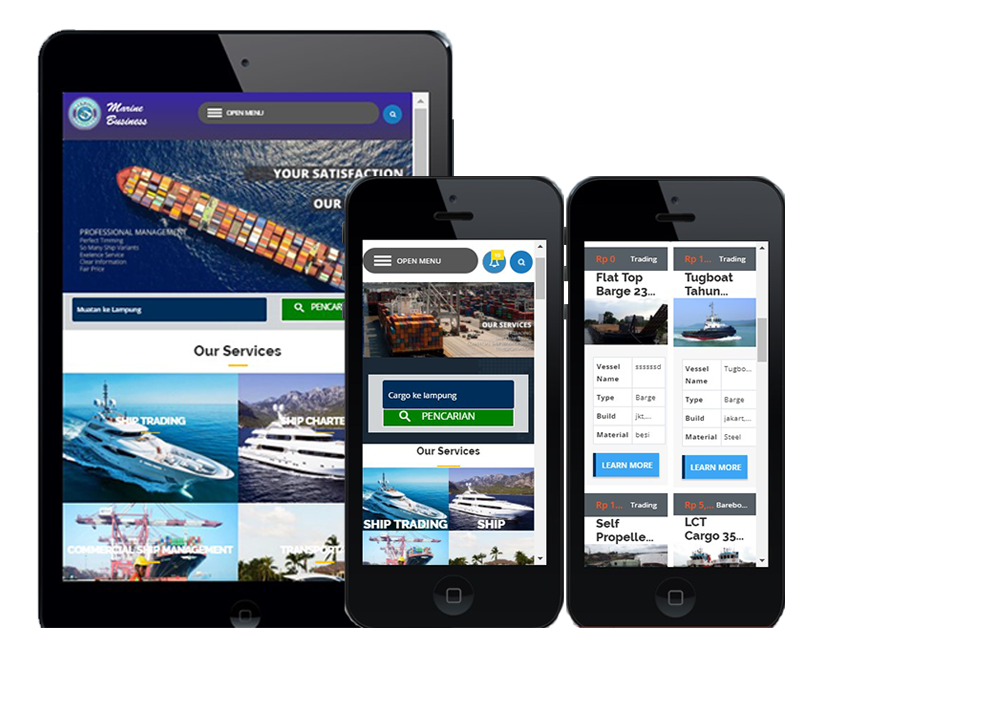 Marine
Business
OPEN MENU
YOUR SATISFACTION
OUR
PROFESSIONAL MANAGEMENT
Perfect Timming
So Many Ship Variants
Exelence Service
Clear Information
Fair Price
Muatan ke Lampung
PENCAR
Our Services
SHIP TRADING
SHIP CHARTE
COMMERCIAL SHIP MANAGEMENT
TRANSPORT
OPEN MENU
OUR SERVICES
Cargo ke lampung
PENCARIAN
Our Services
SHIP TRADING
SHIP
Rp 0 Trading
Flat Top
Barge 23...
Vessel Name sssssssd
Type Barge
Build jkt,...
Material besi
LEARN MORE
Rp 1... Trading
Tugboat
Tahun...
Vessel Name Tugbo...
Type Barge
Build jakart,...
Material Steel
LEARN MORE
Rp 1... Trading
Self
Propelle...
Rp 5,... Barebo...
LCT
Cargo 35...